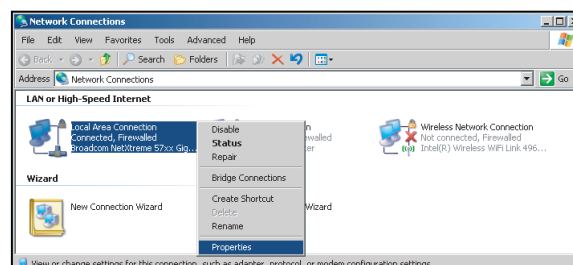 Network Connections
File Edit View Favorites Tools Advanced Help
Back Search Folders
Address Network Connections Go
LAN or High-Speed Internet
Local Area Connection
Connected, Firewalled
Broadcom NetXtreme 57xx Gig...
Disable
Status
Repair
Bridge Connections
Create Shortcut
Delete
Rename
Properties
Wireless Network Connection
Not connected, Firewalled
Intel(R) Wireless WiFi Link 496...
Wizard
New Connection Wizard
Wizard
View or change settings for this connection, such as adapter, protocol, or modem configuration settings.